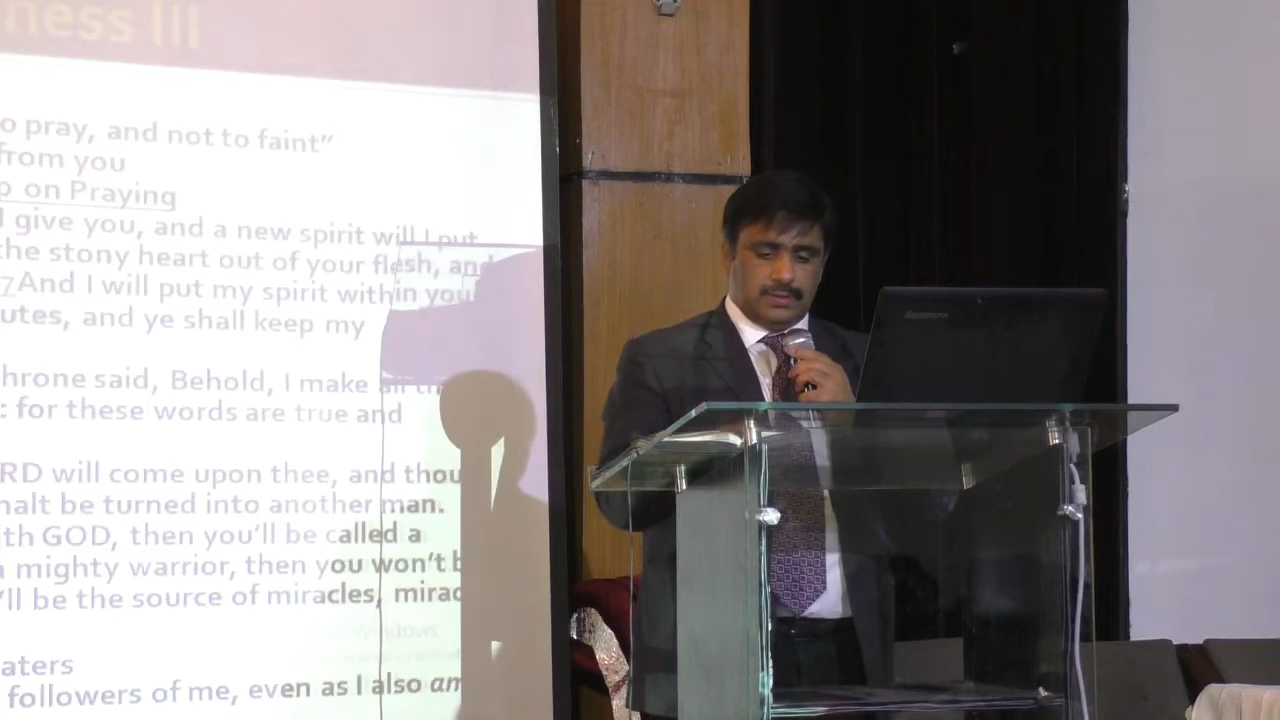 ness III
o pray, and not to faint”
from you
p on Praying
I give you, and a new spirit will I put
the stony heart out of your flesh, and
7And I will put my spirit within you
utes, and ye shall keep my
hrone said, Behold, I make all th
: for these words are true and
RD will come upon thee, and thou
halt be turned into another man.
ith GOD, then you’ll be called a
a mighty warrior, then you won’t b
’ll be the source of miracles, mirac
aters
followers of me, even as I also am
lenovo